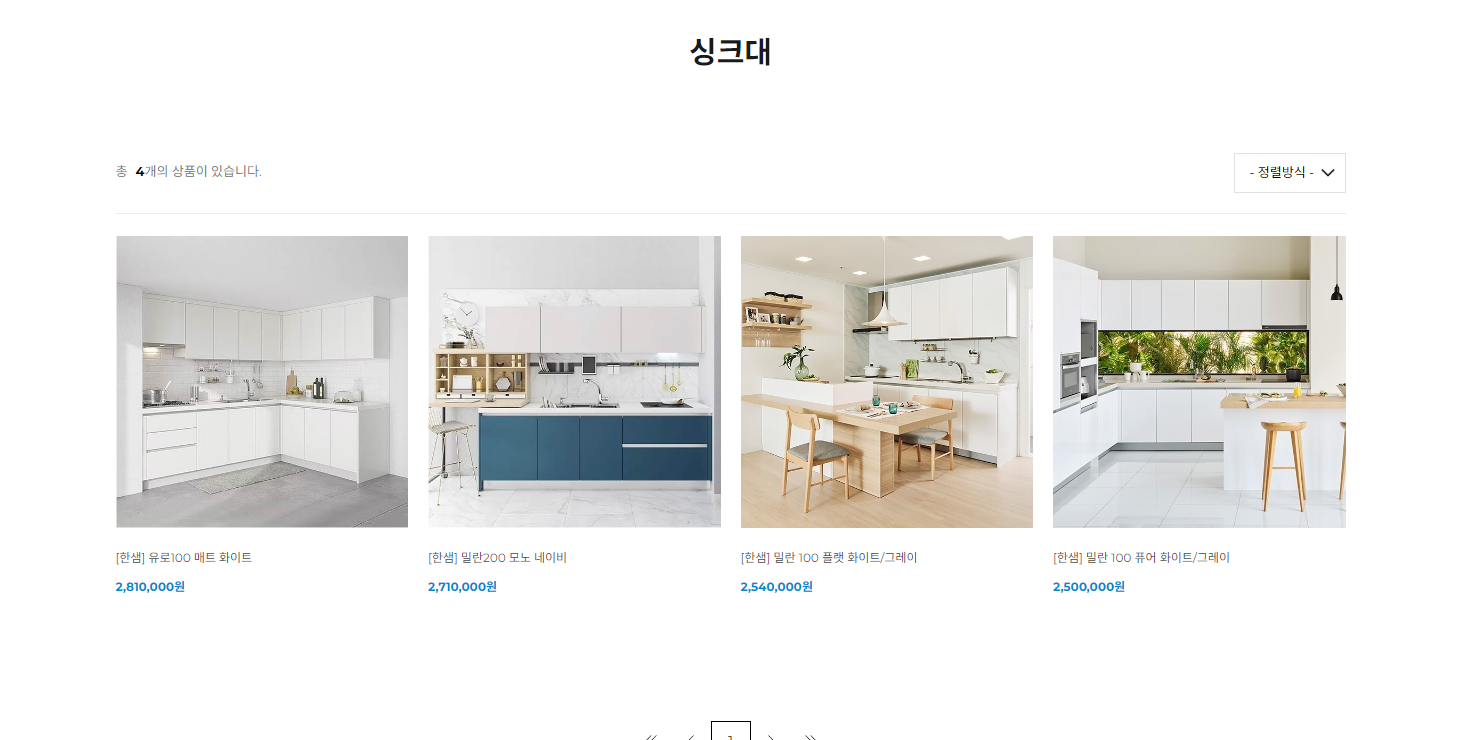 싱크대
총 4개의 상품이 있습니다.
- 정렬방식 -
[한샘] 유로100 매트 화이트
2,810,000원
[한샘] 밀란200 모노 네이비
2,710,000원
[한샘] 밀란 100 플랫 화이트/그레이
2,540,000원
[한샘] 밀란 100 퓨어 화이트/그레이
2,500,000원
1